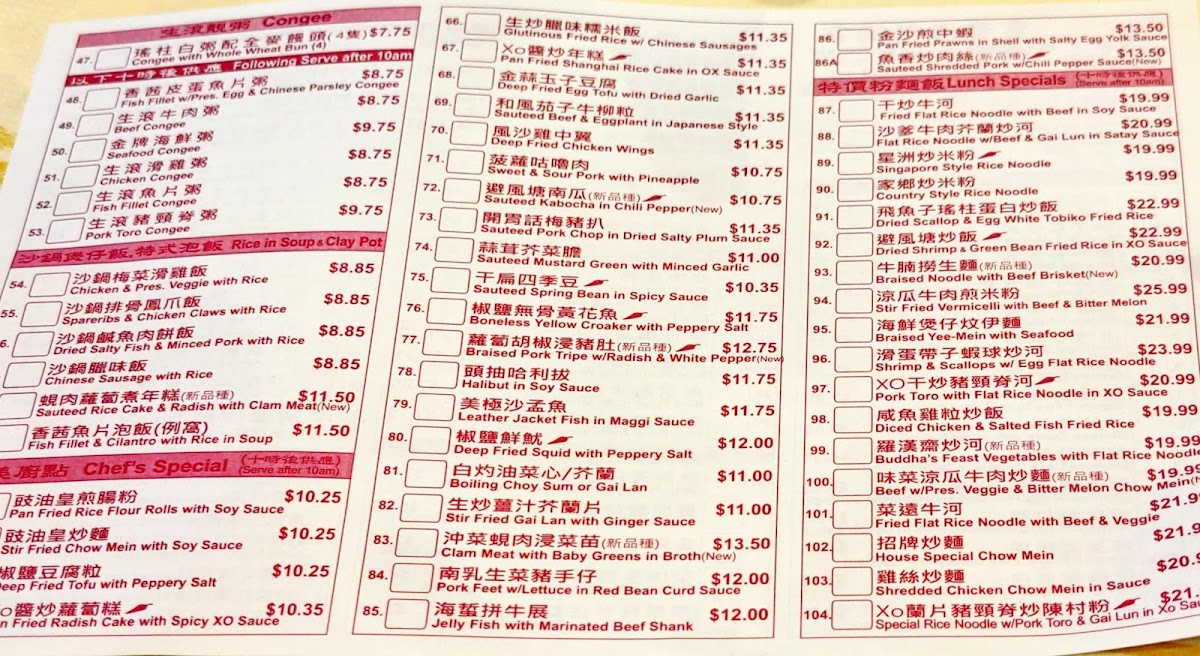 生滾靚粥 Congee
瑤柱白粥配全麥饅頭(4隻) $7.75
47. Congee with Whole Wheat Bun (4)
以下十時後供應 Following Serve after 10am
香茜皮蛋魚片粥 $8.75
48. Fish Fillet w/Pres. Egg & Chinese Parsley Congee
生滾牛肉粥 $8.75
49. Beef Congee
金牌海鮮粥 $9.75
50. Seafood Congee
生滾滑雞粥 $8.75
51. Chicken Congee
生滾魚片粥 $8.75
52. Fish Fillet Congee
生滾豬頸脊粥 $9.75
53. Pork Toro Congee
沙鍋煲仔飯.特式泡飯 Rice in Soup & Clay Pot
沙鍋梅菜滑雞飯 $8.85
54. Chicken & Pres. Veggie with Rice
沙鍋排骨鳳爪飯 $8.85
55. Spareribs & Chicken Claws with Rice
沙鍋鹹魚肉餅飯 $8.85
6. Dried Salty Fish & Minced Pork with Rice
沙鍋臘味飯 $8.85
Chinese Sausage with Rice
蜆肉蘿蔔煮年糕(新品種) $11.50
Sauteed Rice Cake & Radish with Clam Meat(New)
香茜魚片泡飯(例窩) $11.50
Fish Fillet & Cilantro with Rice in Soup
美廚點 Chef's Special (十時後供應) (Serve after 10am)
豉油皇煎腸粉 $10.25
Pan Fried Rice Flour Rolls with Soy Sauce
豉油皇炒麵 $10.25
Stir Fried Chow Mein with Soy Sauce
椒鹽豆腐粒 $10.25
Deep Fried Tofu with Peppery Salt
Xo醬炒蘿蔔糕 $10.35
n Fried Radish Cake with Spicy XO Sauce
66. 生炒臘味糯米飯 $11.35
Glutinous Fried Rice w/ Chinese Sausages
67. Xo醬炒年糕 $11.35
Pan Fried Shanghai Rice Cake in OX Sauce
68. 金蒜玉子豆腐 $11.35
Deep Fried Egg Tofu with Dried Garlic
69. 和風茄子牛柳粒 $11.35
Sauteed Beef & Eggplant in Japanese Style
70. 風沙雞中翼 $11.35
Deep Fried Chicken Wings
71. 菠蘿咕嚕肉 $10.75
Sweet & Sour Pork with Pineapple
72. 避風塘南瓜(新品種) $10.75
Sauteed Kabocha in Chili Pepper(New)
73. 開胃話梅豬扒 $11.35
Sauteed Pork Chop in Dried Salty Plum Sauce
74. 蒜茸芥菜膽 $11.00
Sauteed Mustard Green with Minced Garlic
75. 干扁四季豆 $10.35
Sauteed Spring Bean in Spicy Sauce
76. 椒鹽無骨黃花魚 $11.75
Boneless Yellow Croaker with Peppery Salt
77. 蘿蔔胡椒浸豬肚(新品種) $12.75
Braised Pork Tripe w/Radish & White Pepper(New)
78. 頭抽哈利拔 $11.75
Halibut in Soy Sauce
79. 美極沙孟魚 $11.75
Leather Jacket Fish in Maggi Sauce
80. 椒鹽鮮魷 $12.00
Deep Fried Squid with Peppery Salt
81. 白灼油菜心/芥蘭 $11.00
Boiling Choy Sum or Gai Lan
82. 生炒薑汁芥蘭片 $11.00
Stir Fried Gai Lan with Ginger Sauce
83. 沖菜蜆肉浸菜苗(新品種) $13.50
Clam Meat with Baby Greens in Broth(New)
84. 南乳生菜豬手仔 $12.00
Pork Feet w/Lettuce in Red Bean Curd Sauce
85. 海蜇拼牛展 $12.00
Jelly Fish with Marinated Beef Shank
86. 金沙煎中蝦 $13.50
Pan Fried Prawns in Shell with Salty Egg Yolk Sauce
86A 魚香炒肉絲(新品種) $13.50
Sauteed Shredded Pork w/Chili Pepper Sauce(New)
特價粉麵飯 Lunch Specials (十時後供應) (Serve after 10am)
87. 干炒牛河 $19.99
Fried Flat Rice Noodle with Beef in Soy Sauce
88. 沙爹牛肉芥蘭炒河 $20.99
Flat Rice Noodle w/Beef & Gai Lun in Satay Sauce
89. 星洲炒米粉 $19.99
Singapore Style Rice Noodle
90. 家鄉炒米粉 $19.99
Country Style Rice Noodle
91. 飛魚子瑤柱蛋白炒飯 $22.99
Dried Scallop & Egg White Tobiko Fried Rice
92. 避風塘炒飯 $22.99
Dried Shrimp & Green Bean Fried Rice in XO Sauce
93. 牛腩撈生麵(新品種) $20.99
Braised Noodle with Beef Brisket(New)
94. 涼瓜牛肉煎米粉 $25.99
Stir Fried Vermicelli with Beef & Bitter Melon
95. 海鮮煲仔炆伊麵 $21.99
Braised Yee-Mein with Seafood
96. 滑蛋帶子蝦球炒河 $23.99
Shrimp & Scallops w/ Egg Flat Rice Noodle
97. XO干炒豬頸脊河 $20.99
Pork Toro with Flat Rice Noodle in XO Sauce
98. 咸魚雞粒炒飯 $19.99
Diced Chicken & Salted Fish Fried Rice
99. 羅漢齋炒河(新品種) $19.99
Buddha's Feast Vegetables with Flat Rice Noodle
100. 味菜涼瓜牛肉炒麵(新品種) $19.99
Beef w/Pres. Veggie & Bitter Melon Chow Mein(N
101. 菜遠牛河 $21.99
Fried Flat Rice Noodle with Beef & Veggie
102. 招牌炒麵 $21.9
House Special Chow Mein
103. 雞絲炒麵 $20.9
Shredded Chicken Chow Mein in Sauce
104. Xo蘭片豬頸脊炒陳村粉 $21.
Special Rice Noodle w/Pork Toro & Gai Lun in Xo Sau